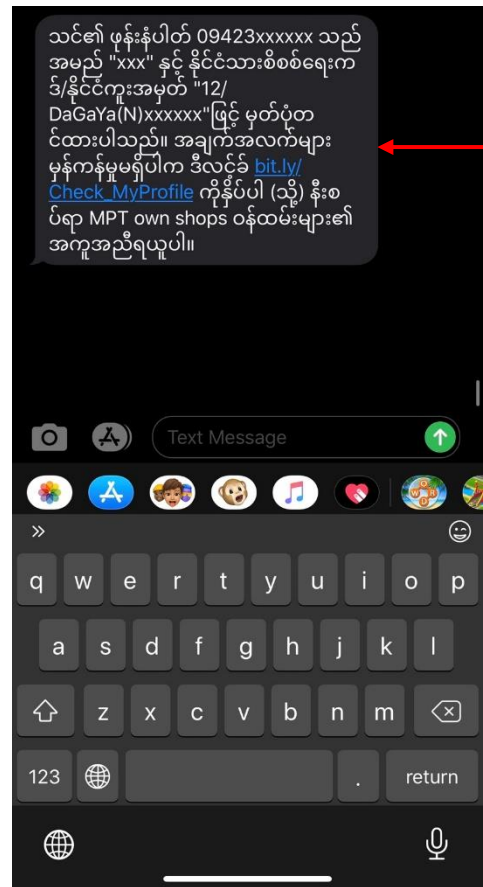 သင်၏ ဖုန်းနံပါတ် 09423xxxxxx သည်
အမည် "xxx" နှင့် နိုင်ငံသားစိစစ်ရေးက
ဒ်/နိုင်ငံကူးအမှတ် "12/
DaGaYa(N)xxxxxx"ဖြင့် မှတ်ပုံတ
င်ထားပါသည်။ အချက်အလက်များ
မှန်ကန်မှုမရှိပါက ဒီလင့်ခ် bit.ly/
Check_MyProfile ကိုနှိပ်ပါ (သို့) နီးစ
ပ်ရာ MPT own shops ဝန်ထမ်းများ၏
အကူအညီရယူပါ။
Text Message
WORD
q w e r t y u i o p
a s d f g h j k l
z x c v b n m
123 . return